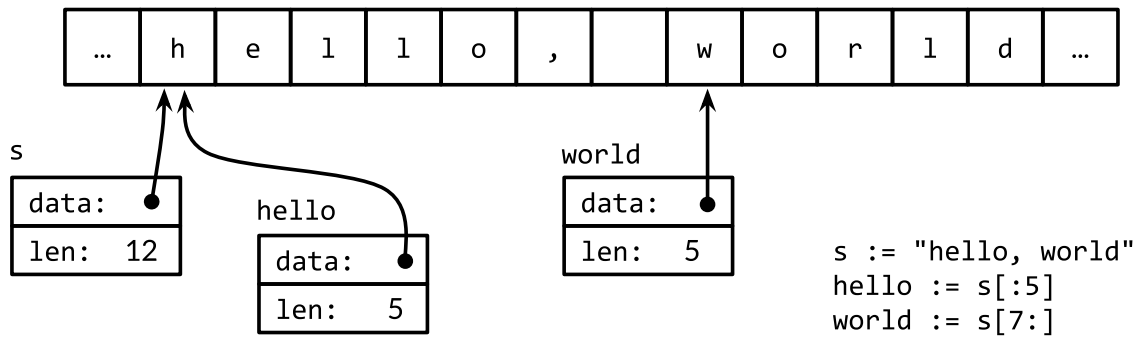 … h e l l o , w o r l d …
s
data:
len: 12
hello
data:
len: 5
world
data:
len: 5
s := "hello, world"
hello := s[:5]
world := s[7:]